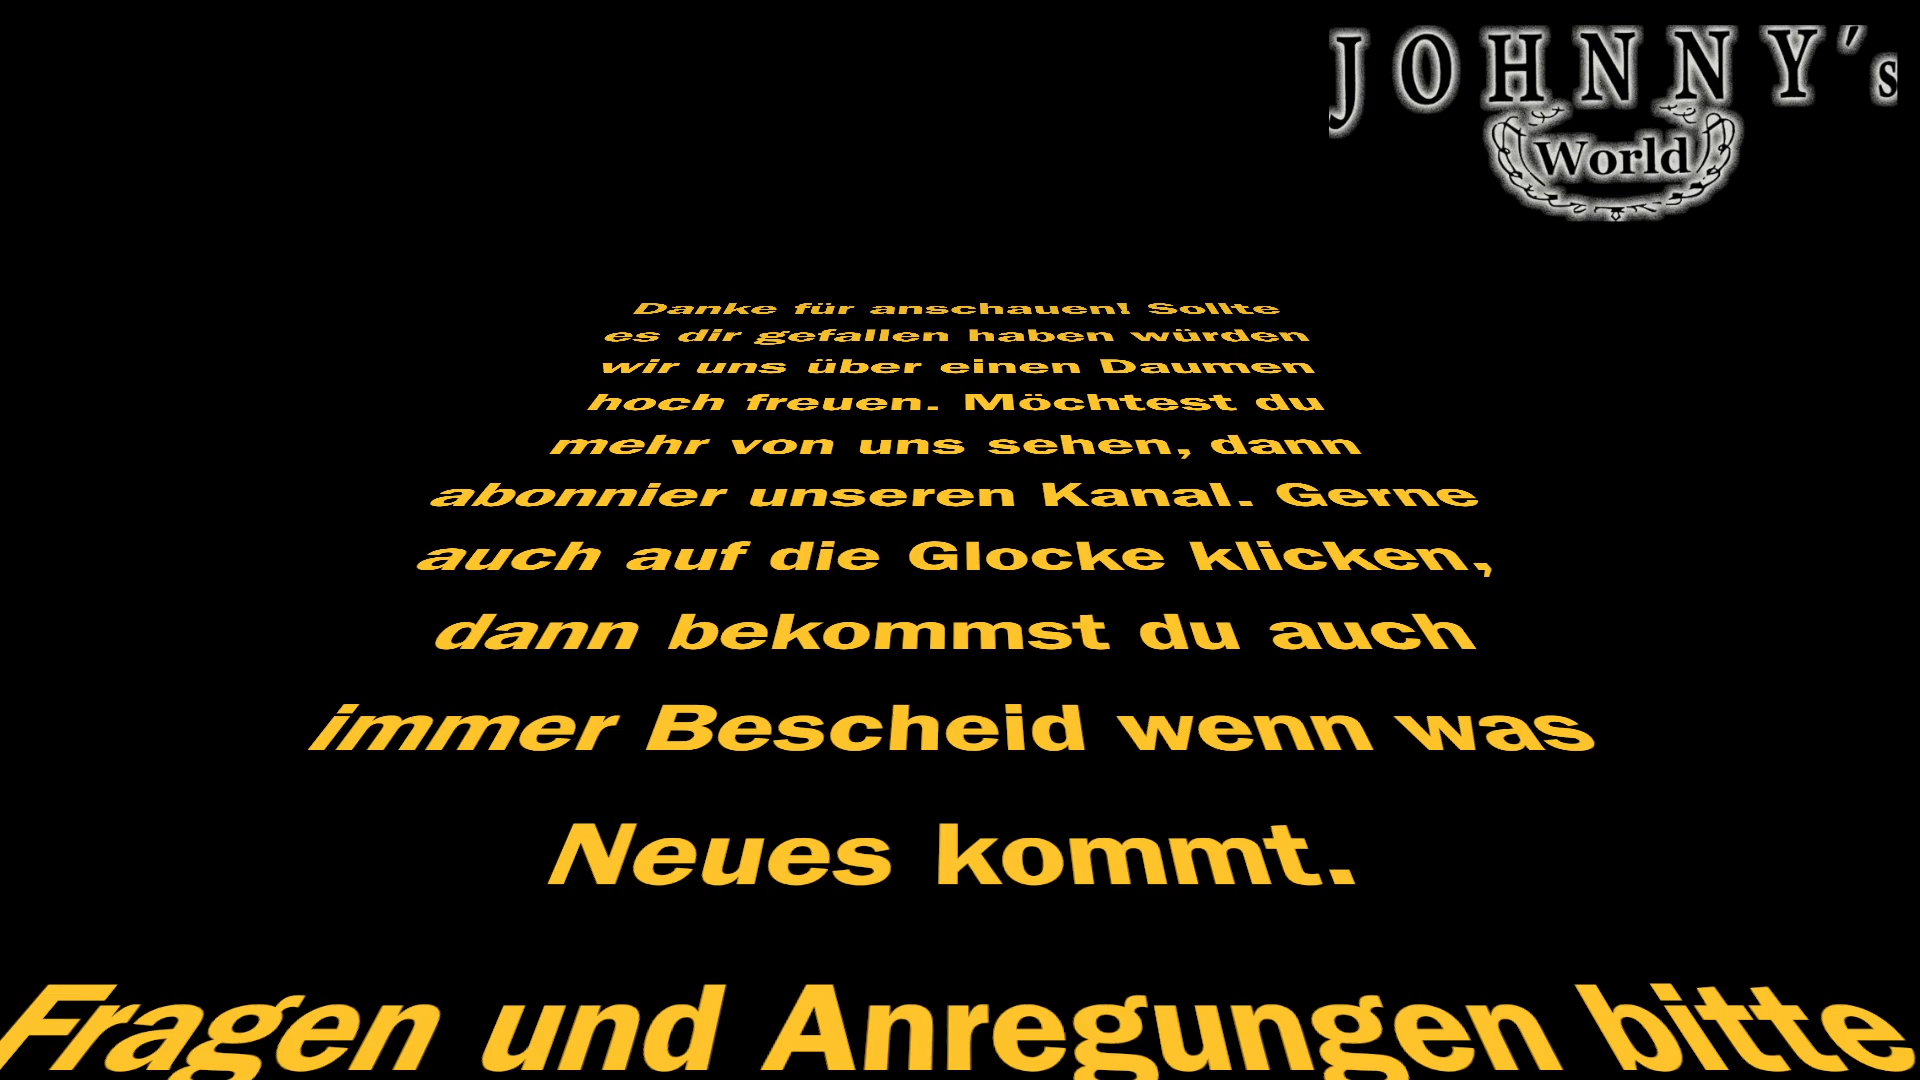 JOHNNY's
World
Danke für anschauen! Sollte
es dir gefallen haben würden
wir uns über einen Daumen
hoch freuen. Möchtest du
mehr von uns sehen, dann
abonnier unseren Kanal. Gerne
auch auf die Glocke klicken,
dann bekommst du auch
immer Bescheid wenn was
Neues kommt.
Fragen und Anregungen bitte